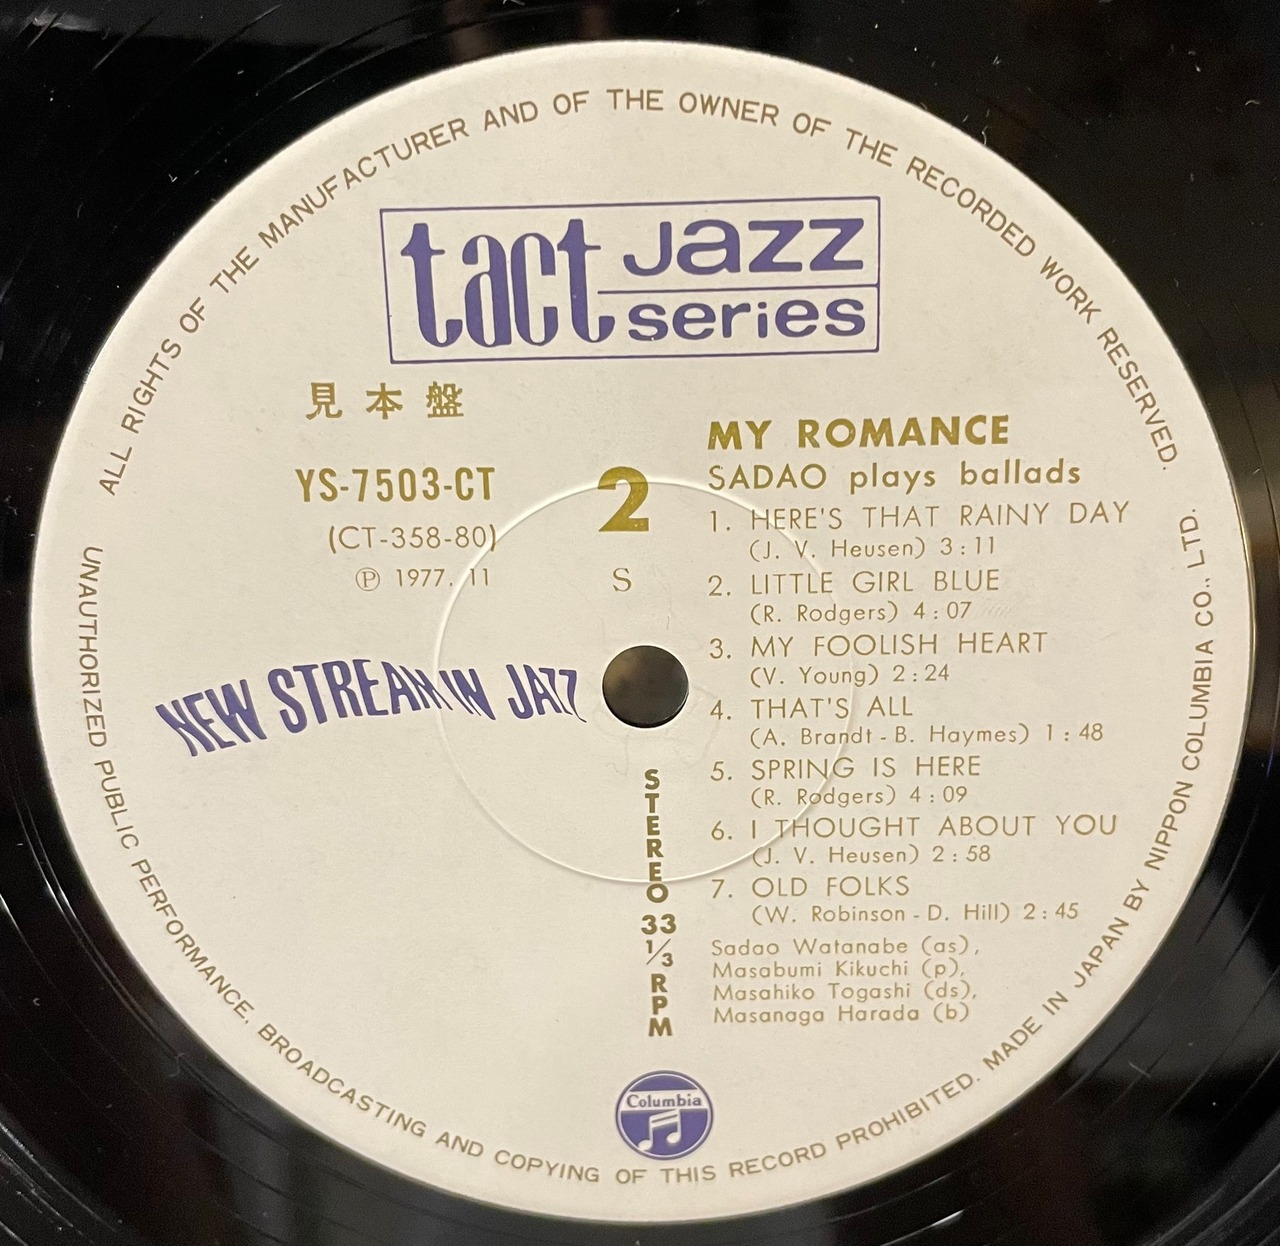 ALL RIGHTS OF THE MANUFACTURER AND OF THE OWNER OF THE RECORDED WORK RESERVED.
tact jazz series
見本盤
YS-7503-CT
(CT-358-80)
Ⓟ 1977. 11
2
S
NEW STREAM IN JAZZ
MY ROMANCE
SADAO plays ballads
1. HERE'S THAT RAINY DAY
(J. V. Heusen) 3:11
2. LITTLE GIRL BLUE
(R. Rodgers) 4:07
3. MY FOOLISH HEART
(V. Young) 2:24
4. THAT'S ALL
(A. Brandt - B. Haymes) 1:48
5. SPRING IS HERE
(R. Rodgers) 4:09
6. I THOUGHT ABOUT YOU
(J. V. Heusen) 2:58
7. OLD FOLKS
(W. Robinson - D. Hill) 2:45
Sadao Watanabe (as),
Masabumi Kikuchi (p),
Masahiko Togashi (ds),
Masanaga Harada (b)
STEREO 33 1/3 RPM
Columbia
UNAUTHORIZED PUBLIC PERFORMANCE, BROADCASTING AND COPYING OF THIS RECORD PROHIBITED. MADE IN JAPAN BY NIPPON COLUMBIA CO., LTD.